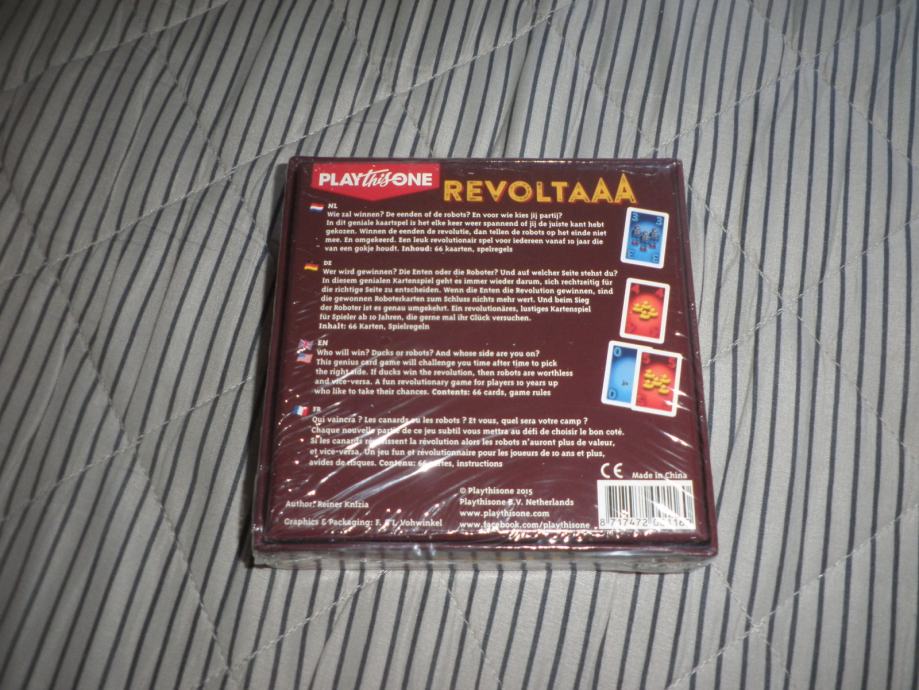 PLAYthisONE
REVOLTAAA
NL
Wie zal winnen? De eenden of de robots? En voor wie kies jij partij?
In dit geniale kaartspel is het elke keer weer spannend of jij de juiste kant hebt
gekozen. Winnen de eenden de revolutie, dan tellen de robots op het einde niet
mee. En omgekeerd. Een leuk revolutionair spel voor iedereen vanaf 10 jaar die
van een gokje houdt. Inhoud: 66 kaarten, spelregels
DE
Wer wird gewinnen? Die Enten oder die Roboter? Und auf welcher Seite stehst du?
In diesem genialen Kartenspiel geht es immer wieder darum, sich rechtzeitig für
die richtige Seite zu entscheiden. Wenn die Enten die Revolution gewinnen, sind
die gewonnen Roboterkarten zum Schluss nichts mehr wert. Und beim Sieg
der Roboter ist es genau umgekehrt. Ein revolutionäres, lustiges Kartenspiel
für Spieler ab 10 Jahren, die gerne mal ihr Glück versuchen.
Inhalt: 66 Karten, Spielregeln
EN
Who will win? Ducks or robots? And whose side are you on?
This genius card game will challenge you time after time to pick
the right side. If ducks win the revolution, then robots are worthless
and vice-versa. A fun revolutionary game for players 10 years up
who like to take their chances. Contents: 66 cards, game rules
FR
Qui vaincra ? Les canards ou les robots ? Et vous, quel sera votre camp ?
Chaque nouvelle partie de ce jeu subtil vous mettra au défi de choisir le bon coté.
Si les canards réussissent la révolution alors les robots n'auront plus de valeur,
et vice-versa. Un jeu fun et révolutionnaire pour les joueurs de 10 ans et plus,
avides de risques. Contenu: 66 cartes, instructions
CE Made in China
© Playthisone 2015
Playthisone B.V. Netherlands
www.playthisone.com
www.facebook.com/playthisone
Author: Reiner Knizia
Graphics & Packaging: F. & L Vohwinkel
8 717472